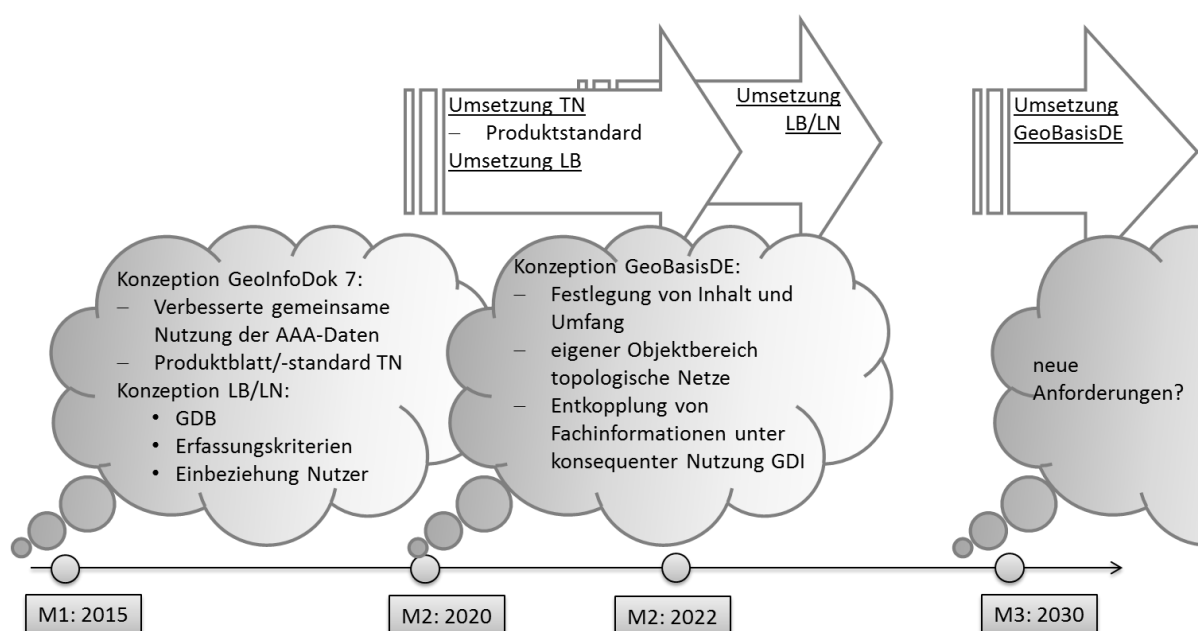 Umsetzung TN
– Produktstandard
Umsetzung LB
Umsetzung
LB/LN
Umsetzung
GeoBasisDE
Konzeption GeoInfoDok 7:
– Verbesserte gemeinsame
Nutzung der AAA-Daten
– Produktblatt/-standard TN
Konzeption LB/LN:
• GDB
• Erfassungskriterien
• Einbeziehung Nutzer
Konzeption GeoBasisDE:
– Festlegung von Inhalt und
Umfang
– eigener Objektbereich
topologische Netze
– Entkopplung von
Fachinformationen unter
konsequenter Nutzung GDI
neue
Anforderungen?
M1: 2015
M2: 2020
M2: 2022
M3: 2030